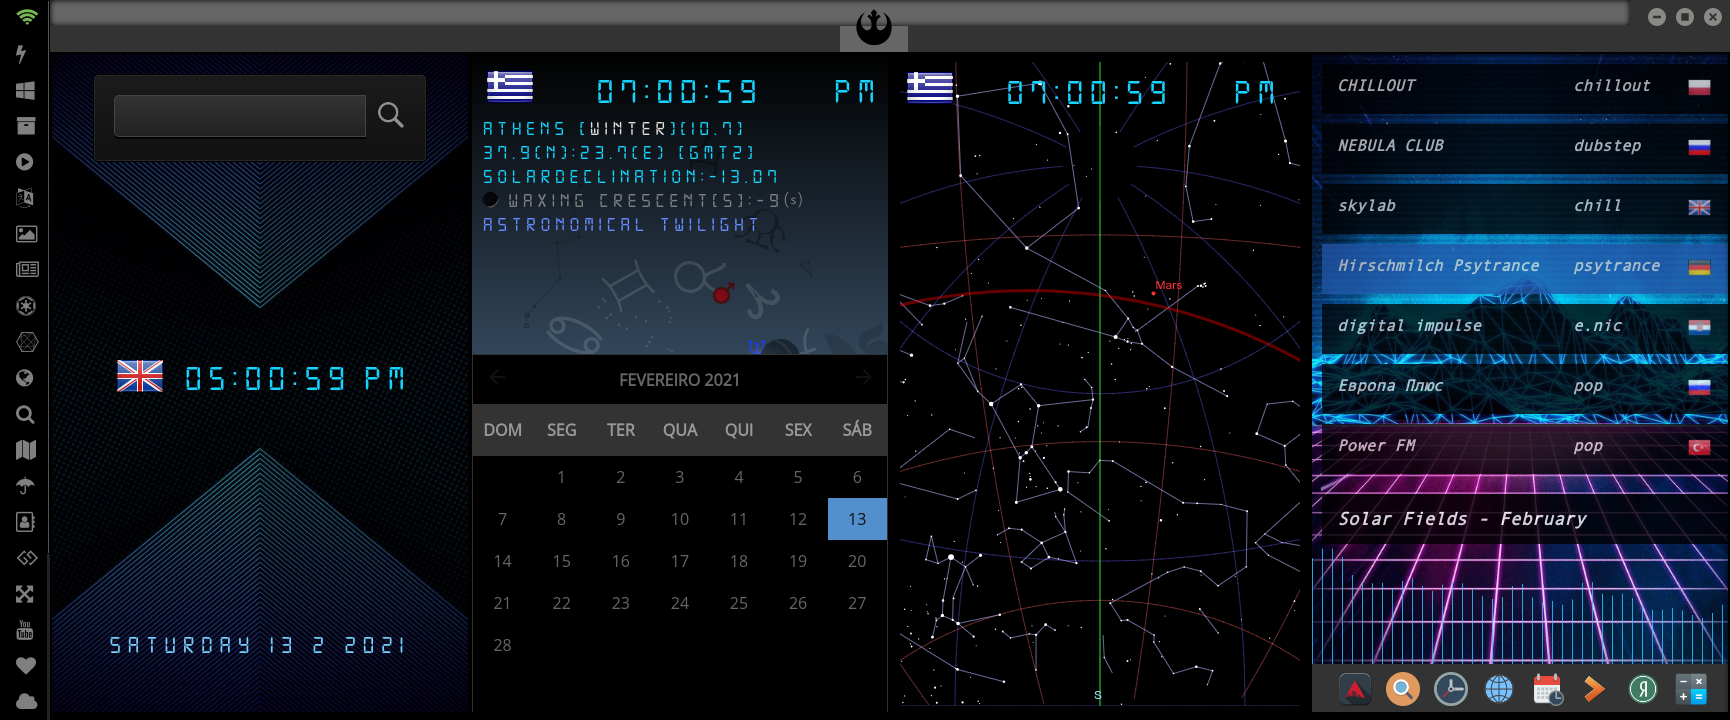 05:00:59 PM
SATURDAY 13 2 2021
07:00:59 PM
ATHENS [WINTER][10.7]
37.9(N):23.7(E) [GMT2]
SOLARDECLINATION:-13.07
WAXING CRESCENT(S):-9(s)
ASTRONOMICAL TWILIGHT
FEVEREIRO 2021
DOM SEG TER QUA QUI SEX SÁB
1 2 3 4 5 6
7 8 9 10 11 12 13
14 15 16 17 18 19 20
21 22 23 24 25 26 27
28
07:00:59 PM
Mars
S
CHILLOUT chillout
NEBULA CLUB dubstep
skylab chill
Hirschmilch Psytrance psytrance
digital impulse e.nic
Европа Плюс pop
Power FM pop
Solar Fields - February
You
Tube
Я